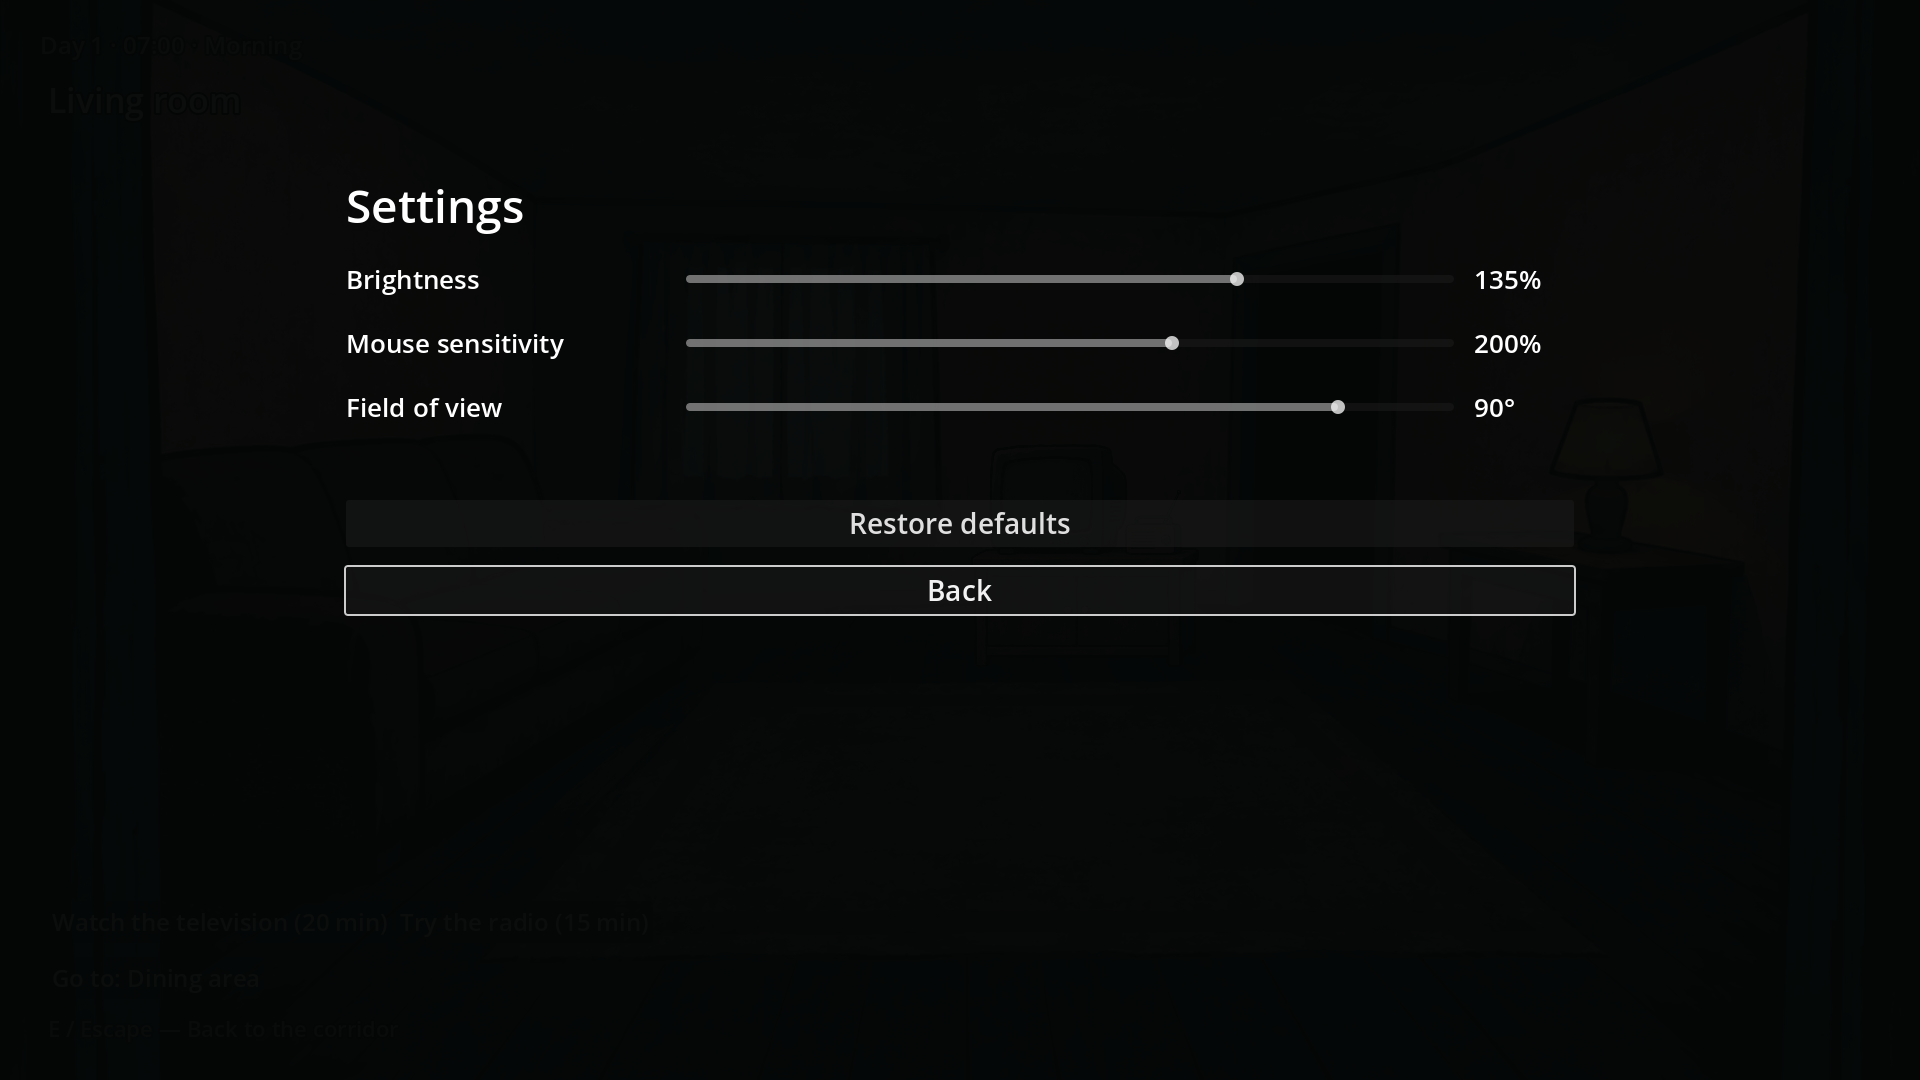 Day 1 · 07:00 · Morning
Living room
Settings
Brightness 135%
Mouse sensitivity 200%
Field of view 90°
Restore defaults
Back
Watch the television (20 min) Try the radio (15 min)
Go to: Dining area
E / Escape — Back to the corridor